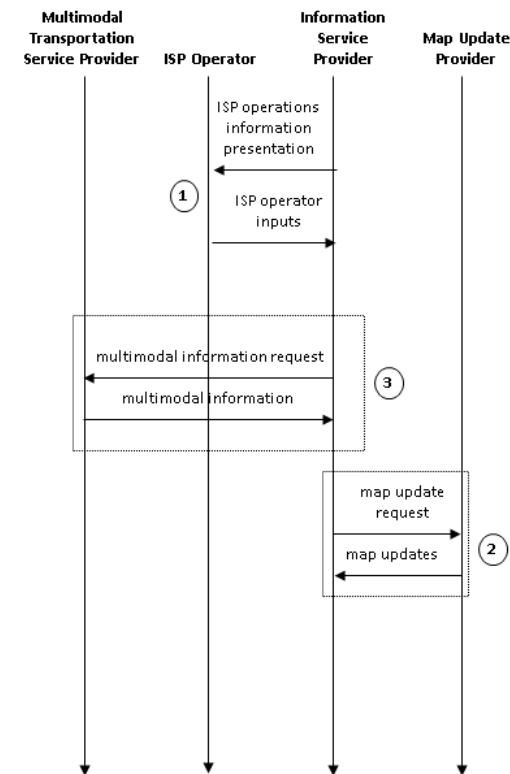 Multimodal
Transportation
Service Provider
ISP Operator
Information
Service
Provider
Map Update
Provider
ISP operations
information
presentation
1
ISP operator
inputs
multimodal information request
3
multimodal information
map update
request
2
map updates